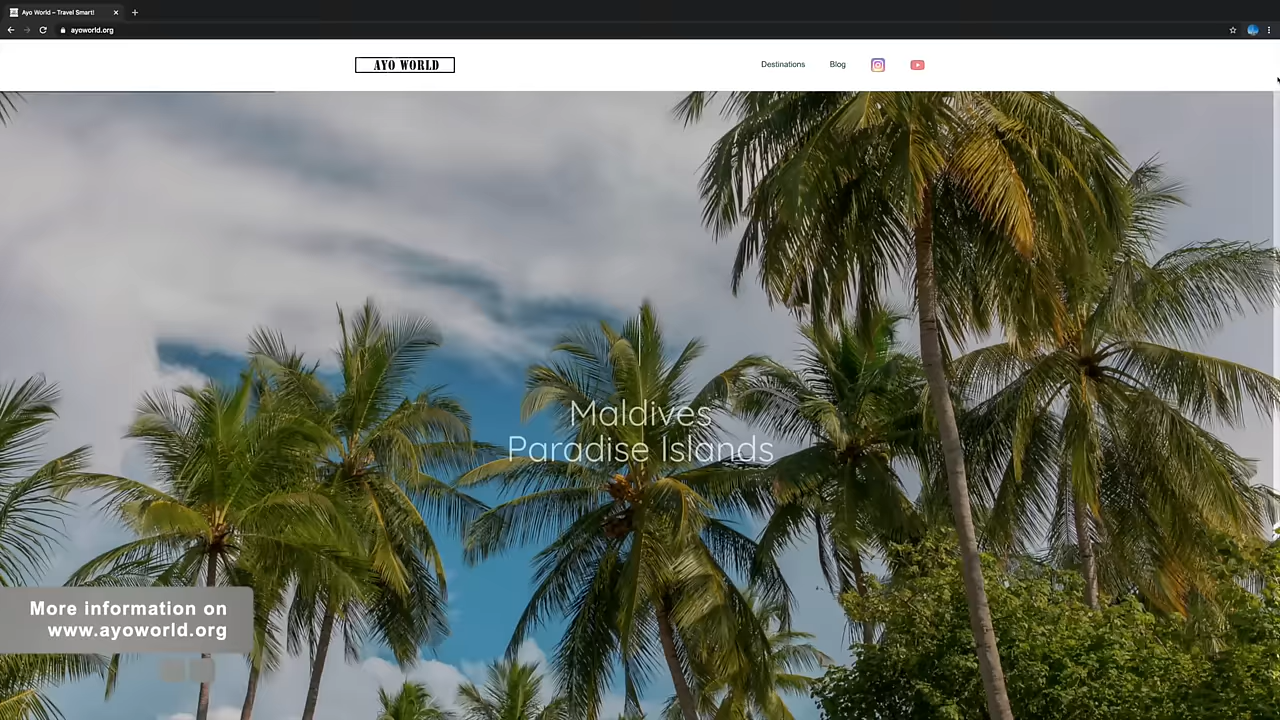 Ayo World – Travel Smart!
ayoworld.org
AYO WORLD
Destinations
Blog
Maldives
Paradise Islands
More information on
www.ayoworld.org